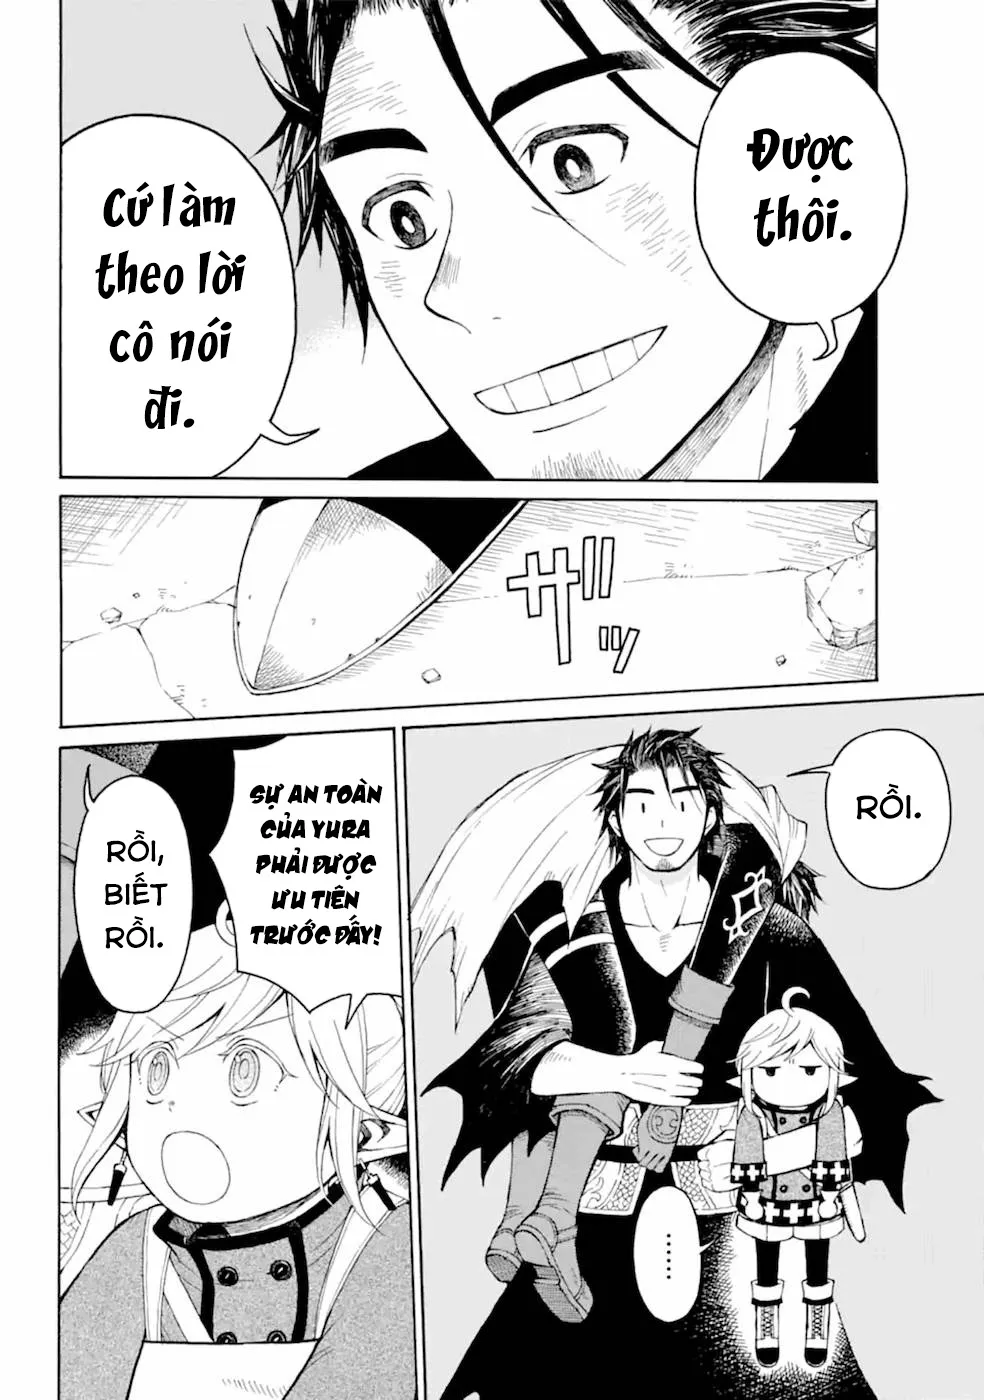 Được
thôi.
Cứ làm
theo lời
cô nói
đi.
ザッ
RỒI.
......
SỰ AN TOÀN
CỦA YURA
PHẢI ĐƯỢC
ƯU TIÊN
TRƯỚC ĐẤY!
RỒI,
BIẾT
RỒI.